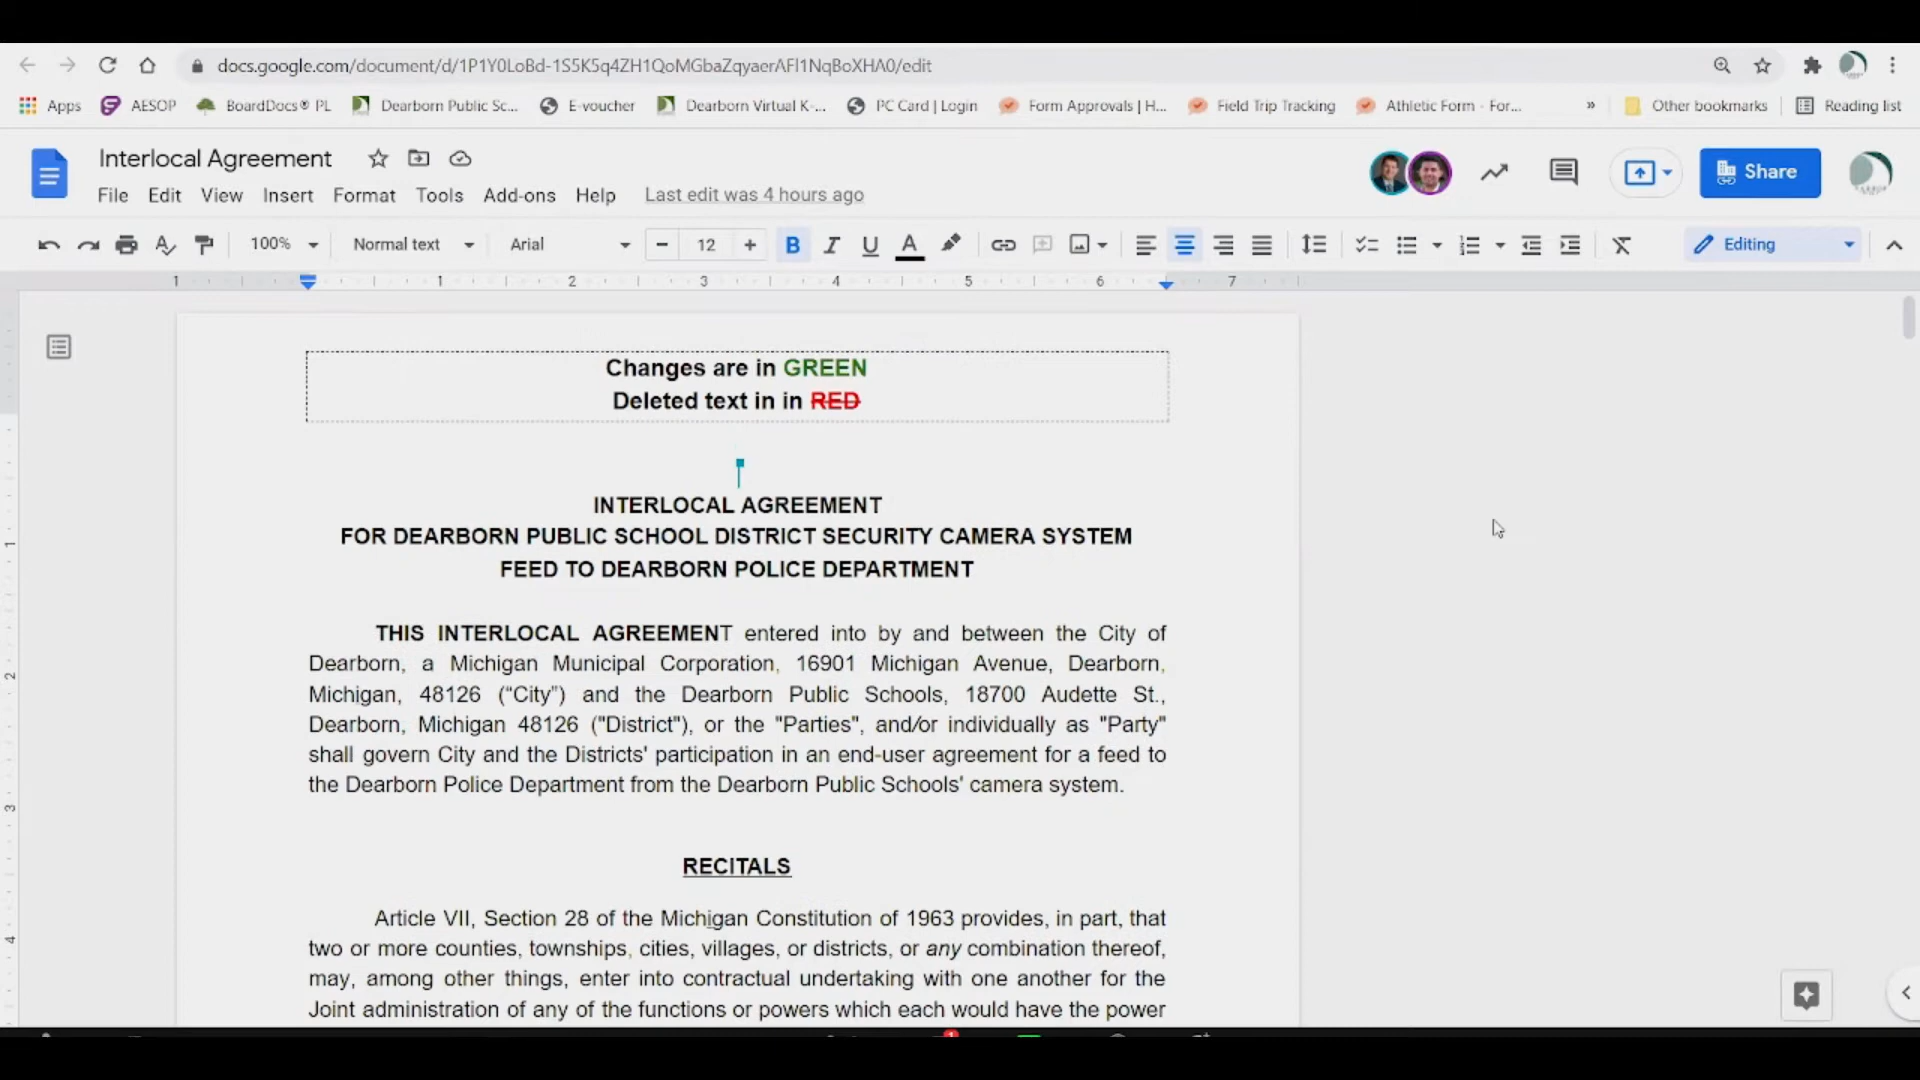 docs.google.com/document/d/1P1Y0LoBd-1S5K5q4ZH1QoMGbaZqyaerAFl1NqBoXHA0/edit
Apps AESOP BoardDocs® PL Dearborn Public Sc... E-voucher Dearborn Virtual K-... PC Card | Login Form Approvals | H... Field Trip Tracking Athletic Form - For... » Other bookmarks Reading list
Interlocal Agreement
Share
File Edit View Insert Format Tools Add-ons Help Last edit was 4 hours ago
100% Normal text Arial 12 B I U A Editing
1 1 2 3 4 5 6 7
Changes are in GREEN
Deleted text in in RED
INTERLOCAL AGREEMENT
FOR DEARBORN PUBLIC SCHOOL DISTRICT SECURITY CAMERA SYSTEM
FEED TO DEARBORN POLICE DEPARTMENT
THIS INTERLOCAL AGREEMENT entered into by and between the City of
Dearborn, a Michigan Municipal Corporation, 16901 Michigan Avenue, Dearborn,
Michigan, 48126 (“City”) and the Dearborn Public Schools, 18700 Audette St.,
Dearborn, Michigan 48126 ("District"), or the "Parties", and/or individually as "Party"
shall govern City and the Districts' participation in an end-user agreement for a feed to
the Dearborn Police Department from the Dearborn Public Schools' camera system.
RECITALS
Article VII, Section 28 of the Michigan Constitution of 1963 provides, in part, that
two or more counties, townships, cities, villages, or districts, or any combination thereof,
may, among other things, enter into contractual undertaking with one another for the
Joint administration of any of the functions or powers which each would have the power
1
2
3
4